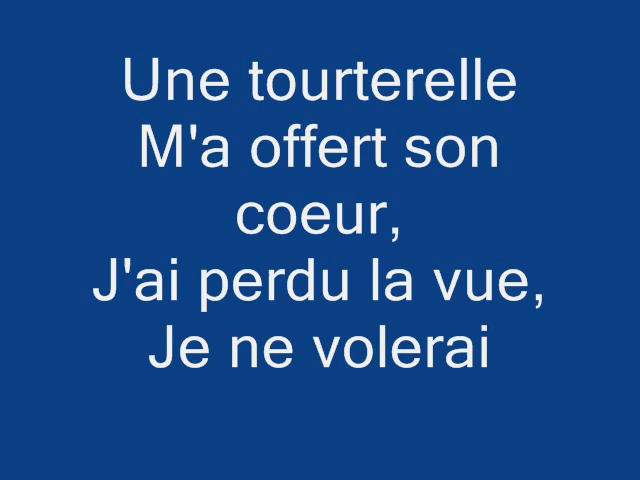 Une tourterelle
M'a offert son
coeur,
J'ai perdu la vue,
Je ne volerai